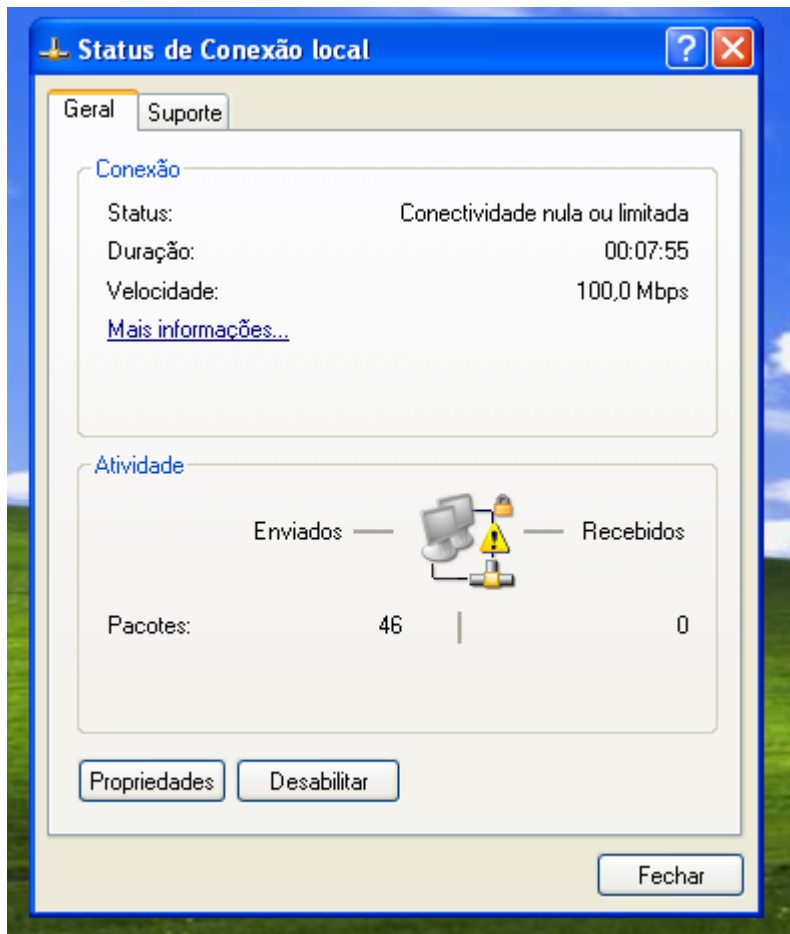 Status de Conexão local
Geral Suporte
Conexão
Status: Conectividade nula ou limitada
Duração: 00:07:55
Velocidade: 100,0 Mbps
Mais informações...
Atividade
Enviados Recebidos
Pacotes: 46 0
Propriedades Desabilitar
Fechar